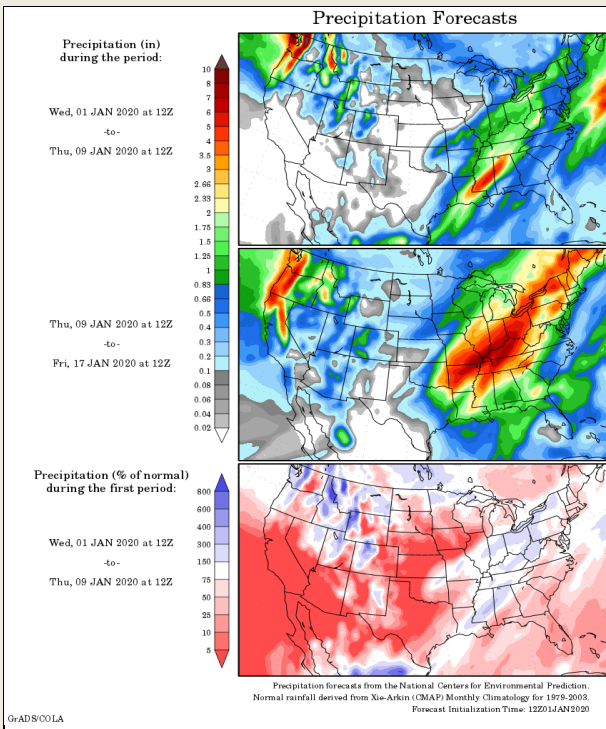 Precipitation Forecasts
Precipitation (in)
during the period:
Wed, 01 JAN 2020 at 12Z
-to-
Thu, 09 JAN 2020 at 12Z
10
8
7
6
5
4
3.5
3
2.66
2.33
2
1.75
1.5
1.25
1
0.83
0.66
0.5
0.4
0.3
0.2
0.1
0.08
0.06
0.04
0.02
Thu, 09 JAN 2020 at 12Z
-to-
Fri, 17 JAN 2020 at 12Z
Precipitation (% of normal)
during the first period:
Wed, 01 JAN 2020 at 12Z
-to-
Thu, 09 JAN 2020 at 12Z
800
600
400
300
150
75
50
25
10
5
Precipitation forecasts from the National Centers for Environmental Prediction.
Normal rainfall derived from Xie-Arkin (CMAP) Monthly Climatology for 1979-2003.
Forecast Initialization Time: 12Z01JAN2020
GrADS/COLA